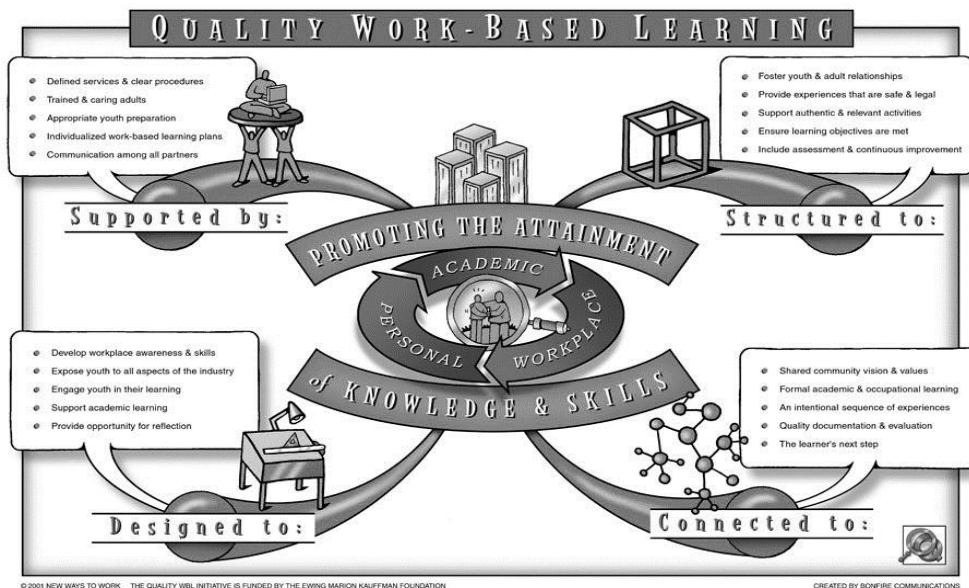 QUALITY WORK-BASED LEARNING
Defined services & clear procedures
Trained & caring adults
Appropriate youth preparation
Individualized work-based learning plans
Communication among all partners
Supported by:
Foster youth & adult relationships
Provide experiences that are safe & legal
Support authentic & relevant activities
Ensure learning objectives are met
Include assessment & continuous improvement
Structured to:
PROMOTING THE ATTAINMENT
ACADEMIC
PERSONAL
WORKPLACE
of KNOWLEDGE & SKILLS
Develop workplace awareness & skills
Expose youth to all aspects of the industry
Engage youth in their learning
Support academic learning
Provide opportunity for reflection
Designed to:
Shared community vision & values
Formal academic & occupational learning
An intentional sequence of experiences
Quality documentation & evaluation
The learner's next step
Connected to:
© 2001 NEW WAYS TO WORK THE QUALITY WBL INITIATIVE IS FUNDED BY THE EWING MARION KAUFFMAN FOUNDATION
CREATED BY BONFIRE COMMUNICATIONS